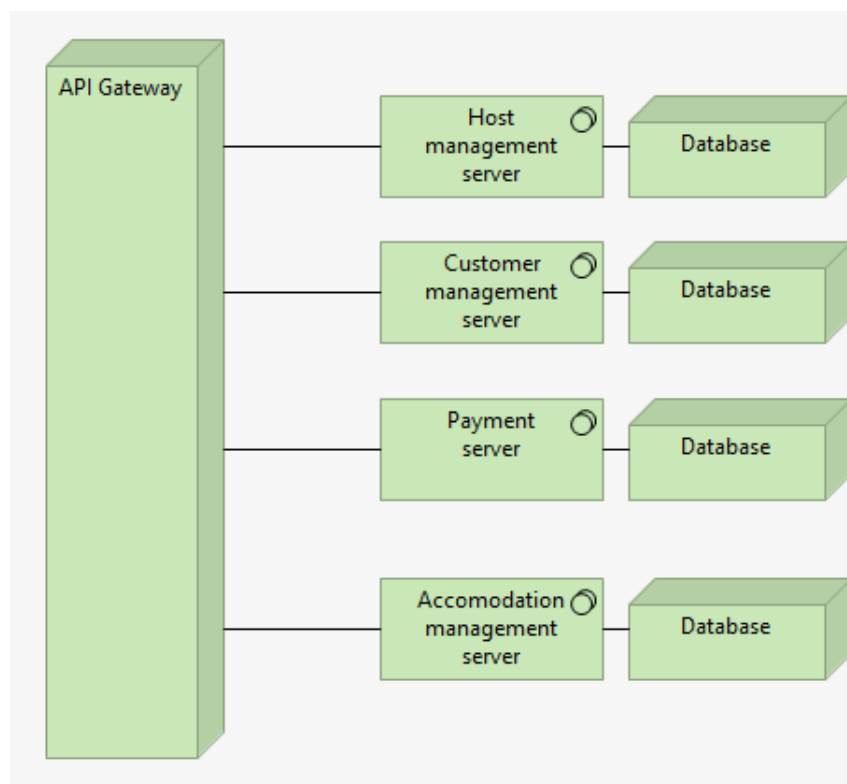 API Gateway
Host
management
server
Database
Customer
management
server
Database
Payment
server
Database
Accomodation
management
server
Database